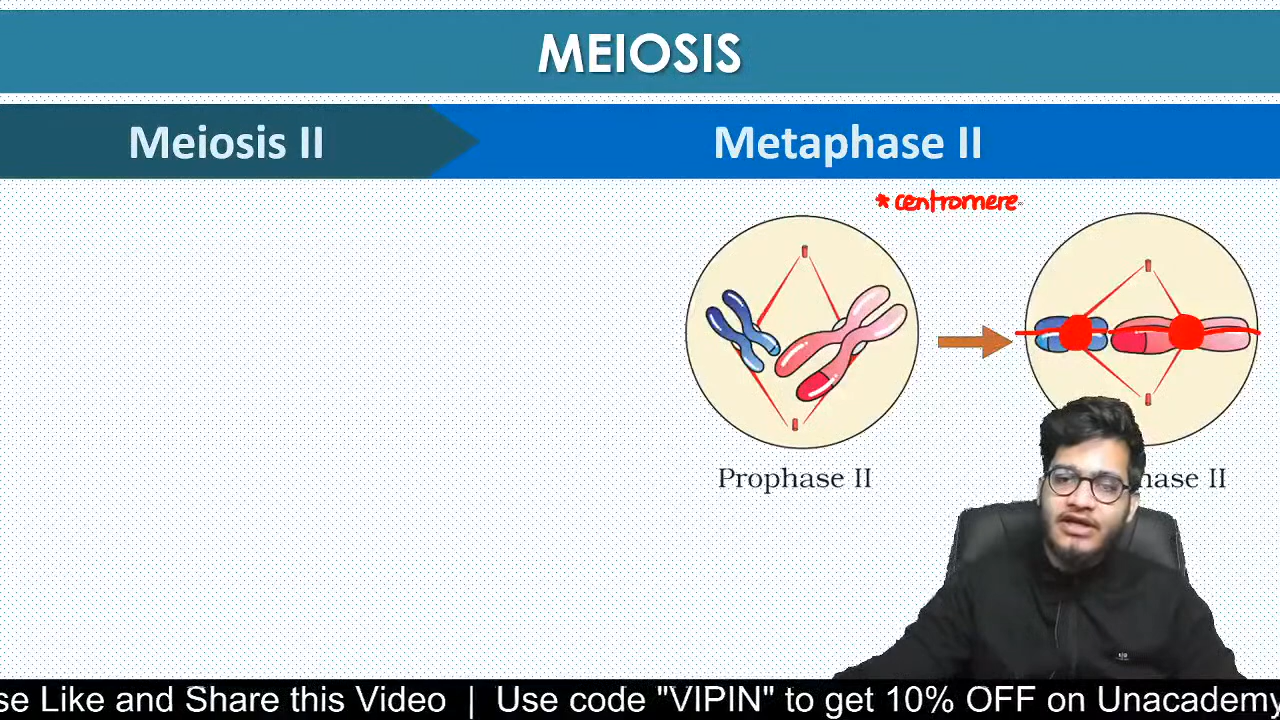 MEIOSIS
Meiosis II
Metaphase II
* centromere
Prophase II
hase II
se Like and Share this Video | Use code "VIPIN" to get 10% OFF on Unacademy